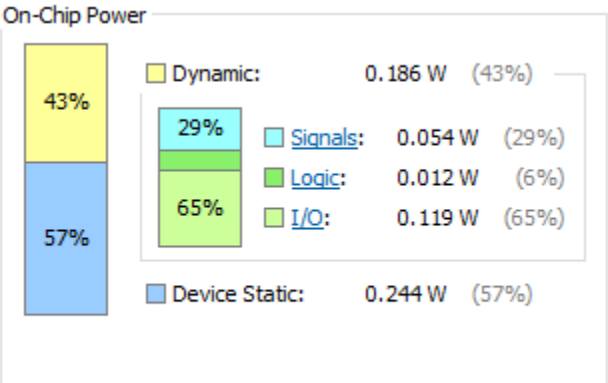 On-Chip Power
43%
57%
Dynamic: 0.186 W (43%)
29%
65%
Signals: 0.054 W (29%)
Logic: 0.012 W (6%)
I/O: 0.119 W (65%)
Device Static: 0.244 W (57%)